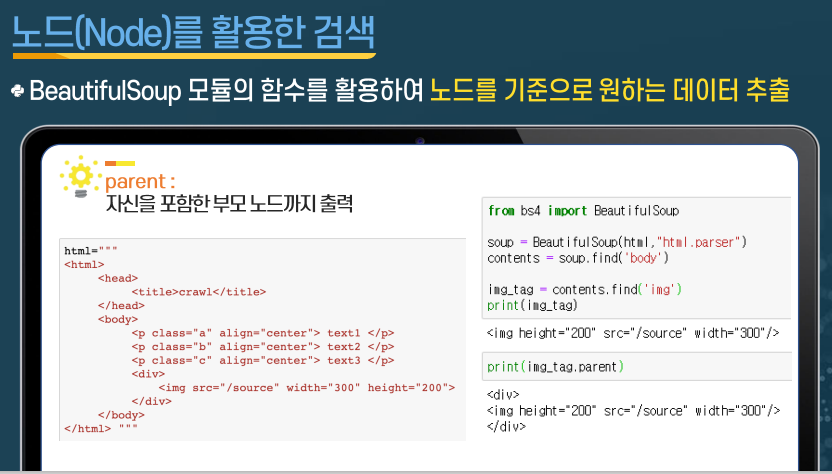 노드(Node)를 활용한 검색
BeautifulSoup 모듈의 함수를 활용하여 노드를 기준으로 원하는 데이터 추출
parent :
자신을 포함한 부모 노드까지 출력
html="""
<html>
<head>
<title>crawl</title>
</head>
<body>
<p class="a" align="center"> text1 </p>
<p class="b" align="center"> text2 </p>
<p class="c" align="center"> text3 </p>
<div>
<img src="/source" width="300" height="200">
</div>
</body>
</html> """
from bs4 import BeautifulSoup
soup = BeautifulSoup(html,"html.parser")
contents = soup.find('body')
img_tag = contents.find('img')
print(img_tag)
<img height="200" src="/source" width="300"/>
print(img_tag.parent)
<div>
<img height="200" src="/source" width="300"/>
</div>